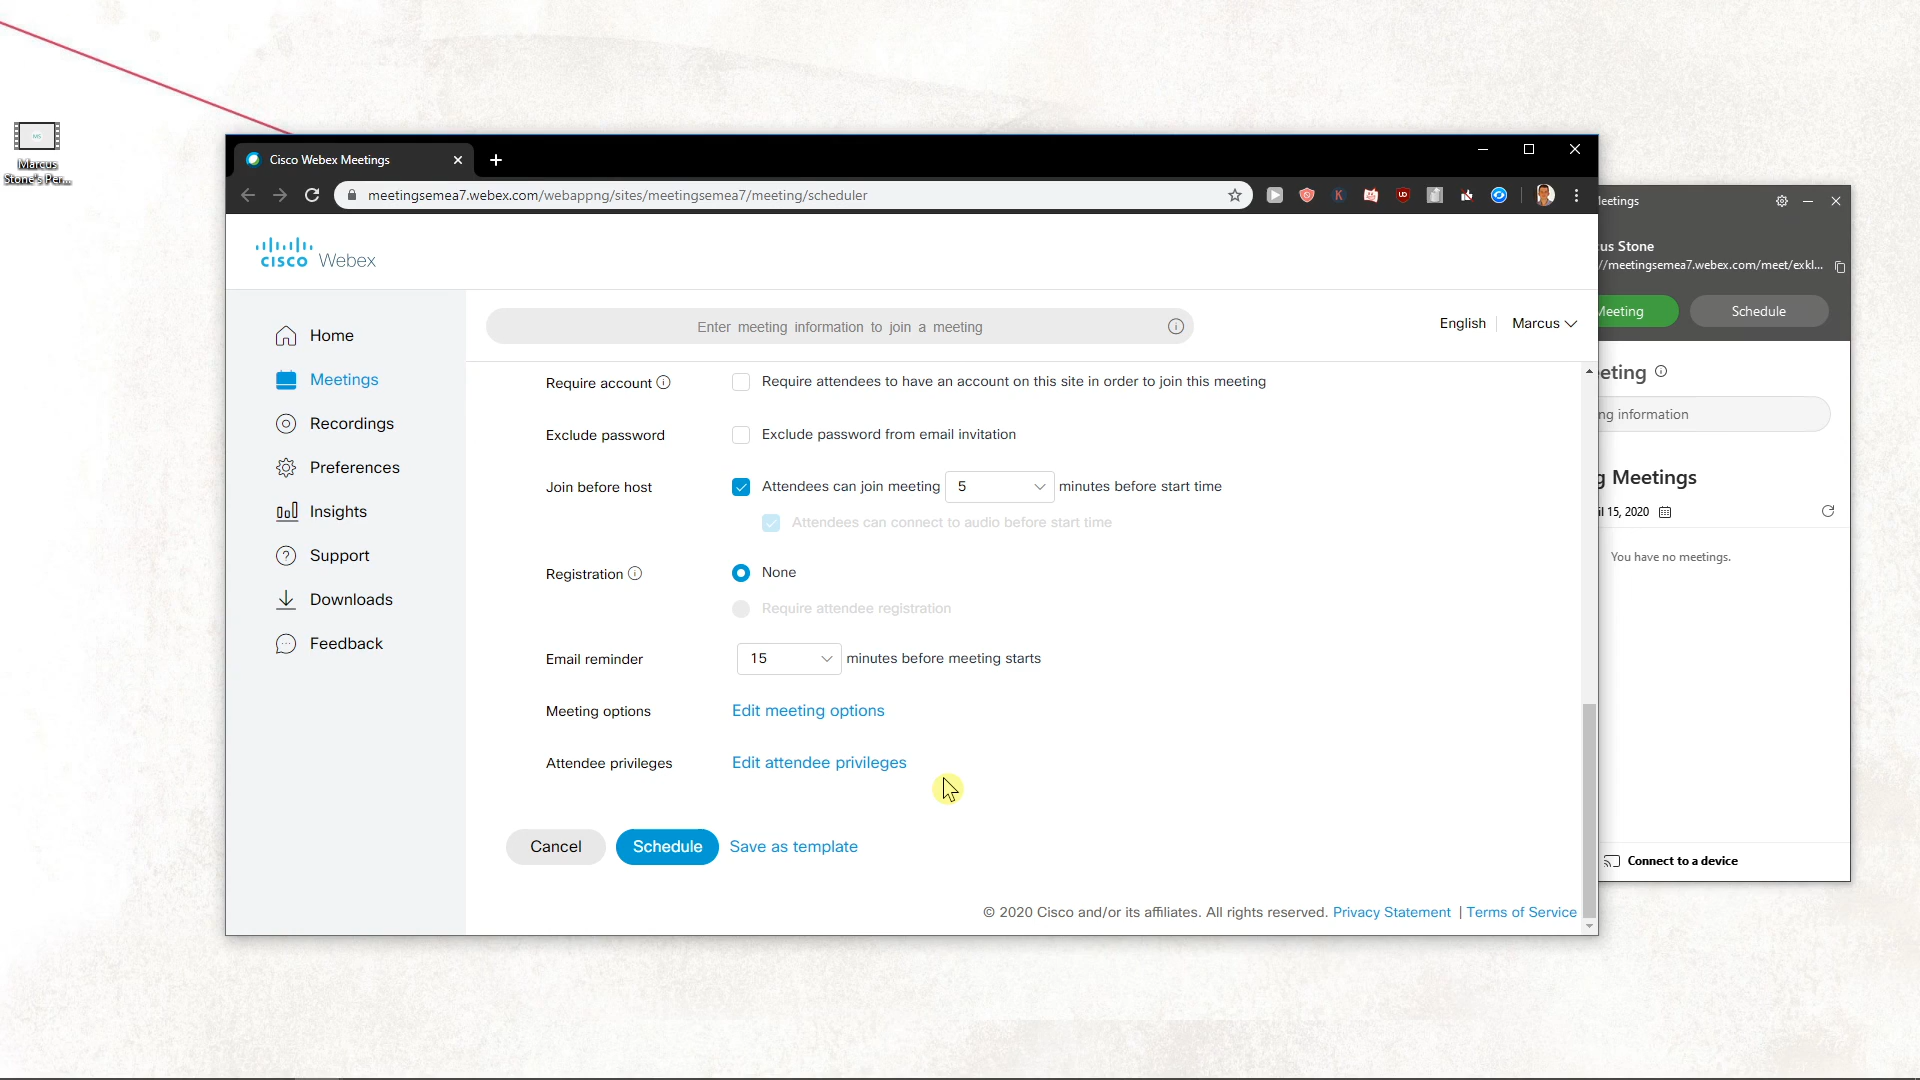 MS
Marcus
Stone's Per...
Cisco Webex Meetings
meetingsemea7.webex.com/webappng/sites/meetingsemea7/meeting/scheduler
CISCO Webex
Home
Meetings
Recordings
Preferences
Insights
Support
Downloads
Feedback
Enter meeting information to join a meeting
English
Marcus
Require account
Require attendees to have an account on this site in order to join this meeting
Exclude password
Exclude password from email invitation
Join before host
Attendees can join meeting 5 minutes before start time
Attendees can connect to audio before start time
Registration
None
Require attendee registration
Email reminder
15 minutes before meeting starts
Meeting options
Edit meeting options
Attendee privileges
Edit attendee privileges
Cancel
Schedule
Save as template
© 2020 Cisco and/or its affiliates. All rights reserved. Privacy Statement | Terms of Service
Meetings
us Stone
//meetingsemea7.webex.com/meet/exkl...
Meeting
Schedule
eting
ng information
g Meetings
il 15, 2020
You have no meetings.
Connect to a device